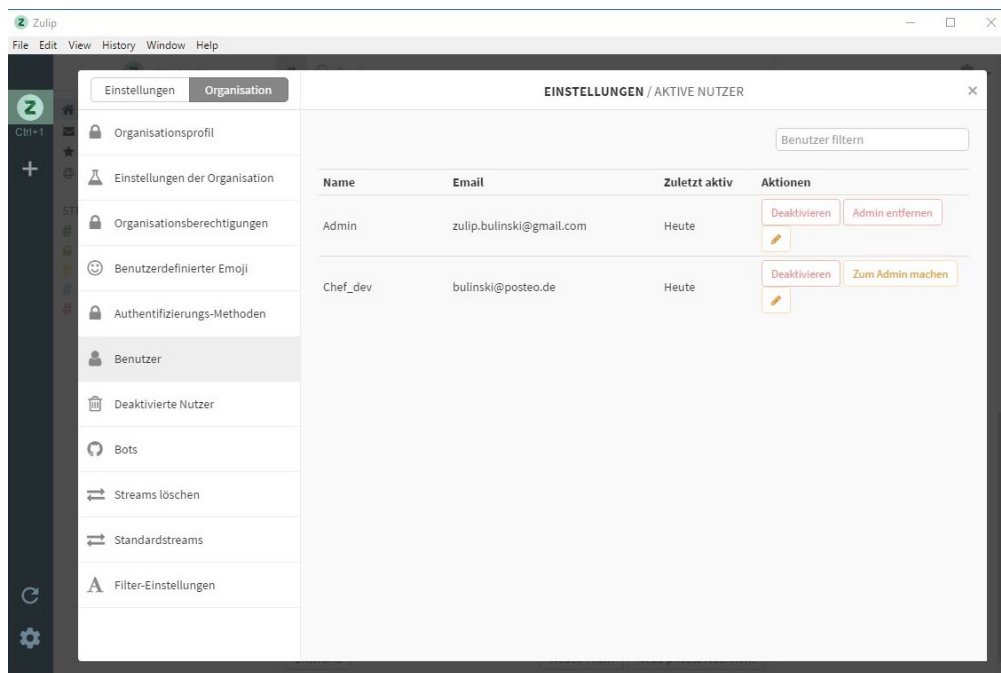 Zulip
File Edit View History Window Help
Einstellungen Organisation
EINSTELLUNGEN / AKTIVE NUTZER
Z
Ctrl+1
Organisationsprofil
Benutzer filtern
Einstellungen der Organisation
Name Email Zuletzt aktiv Aktionen
Organisationsberechtigungen
Admin zulip.bulinski@gmail.com Heute Deaktivieren Admin entfernen
Benutzerdefinierter Emoji
Chef_dev bulinski@posteo.de Heute Deaktivieren Zum Admin machen
Authentifizierungs-Methoden
Benutzer
Deaktivierte Nutzer
Bots
Streams löschen
Standardstreams
A Filter-Einstellungen